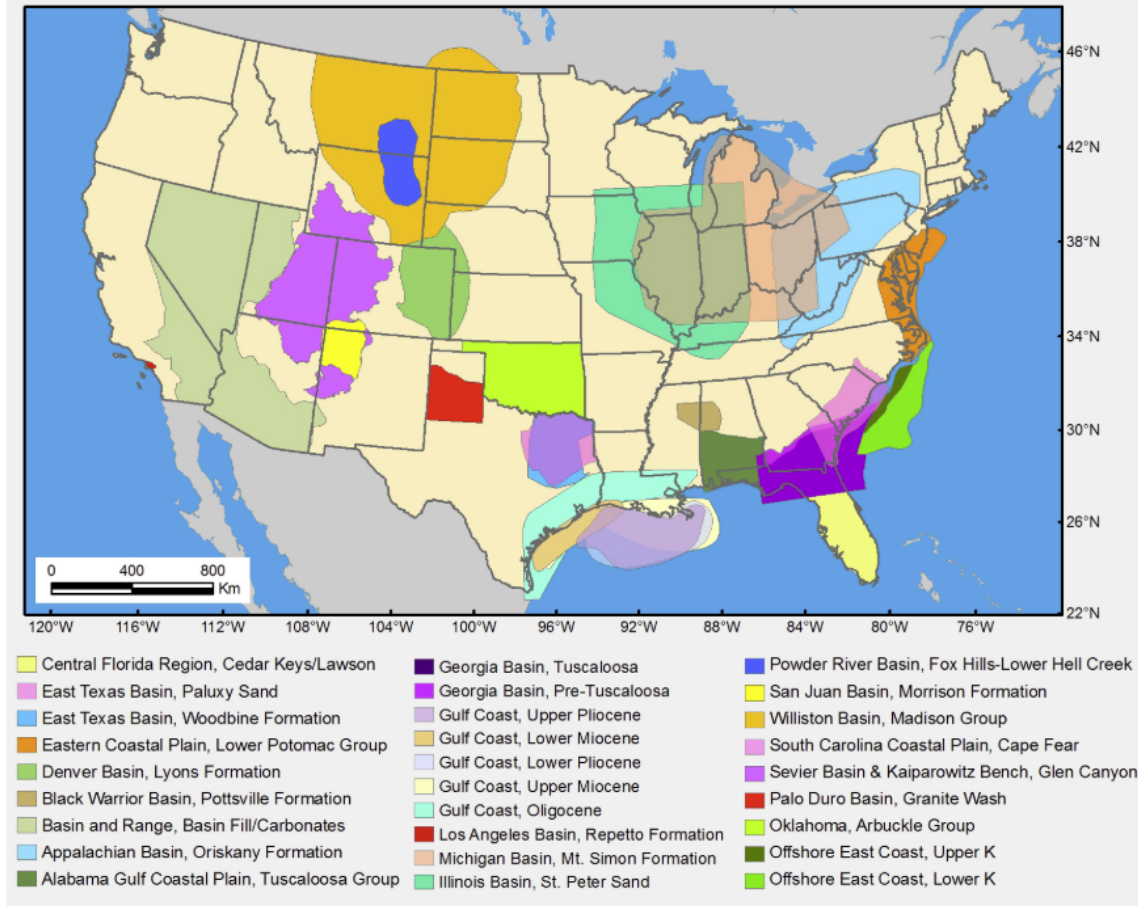 46°N
42°N
38°N
34°N
30°N
26°N
22°N
0 400 800
Km
120°W 116°W 112°W 108°W 104°W 100°W 96°W 92°W 88°W 84°W 80°W 76°W
Central Florida Region, Cedar Keys/Lawson
East Texas Basin, Paluxy Sand
East Texas Basin, Woodbine Formation
Eastern Coastal Plain, Lower Potomac Group
Denver Basin, Lyons Formation
Black Warrior Basin, Pottsville Formation
Basin and Range, Basin Fill/Carbonates
Appalachian Basin, Oriskany Formation
Alabama Gulf Coastal Plain, Tuscaloosa Group
Georgia Basin, Tuscaloosa
Georgia Basin, Pre-Tuscaloosa
Gulf Coast, Upper Pliocene
Gulf Coast, Lower Miocene
Gulf Coast, Lower Pliocene
Gulf Coast, Upper Miocene
Gulf Coast, Oligocene
Los Angeles Basin, Repetto Formation
Michigan Basin, Mt. Simon Formation
Illinois Basin, St. Peter Sand
Powder River Basin, Fox Hills-Lower Hell Creek
San Juan Basin, Morrison Formation
Williston Basin, Madison Group
South Carolina Coastal Plain, Cape Fear
Sevier Basin & Kaiparowitz Bench, Glen Canyon
Palo Duro Basin, Granite Wash
Oklahoma, Arbuckle Group
Offshore East Coast, Upper K
Offshore East Coast, Lower K